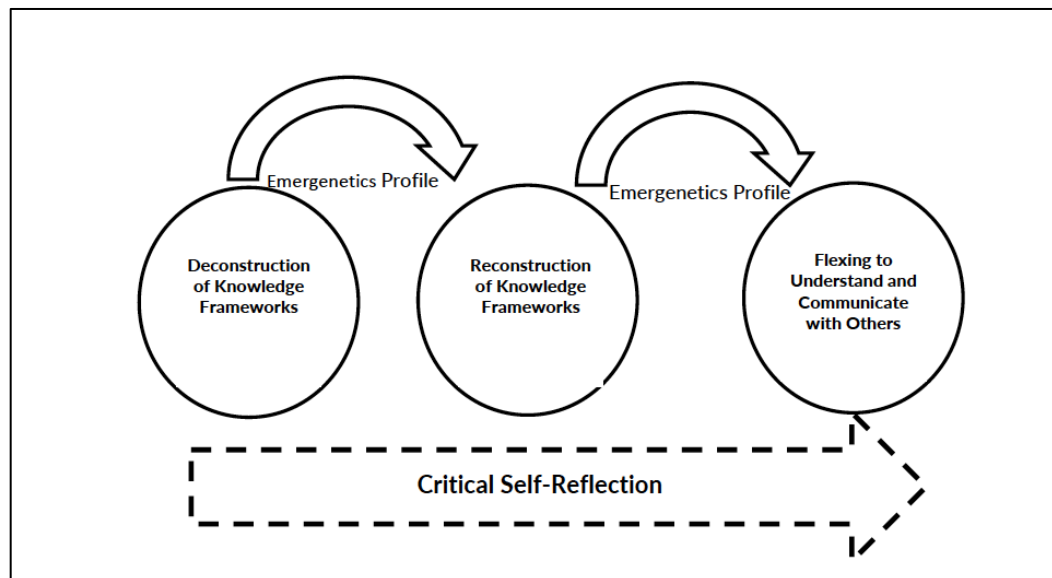 Emergenetics Profile
Emergenetics Profile
Deconstruction
of Knowledge
Frameworks
Reconstruction
of Knowledge
Frameworks
Flexing to
Understand and
Communicate
with Others
Critical Self-Reflection